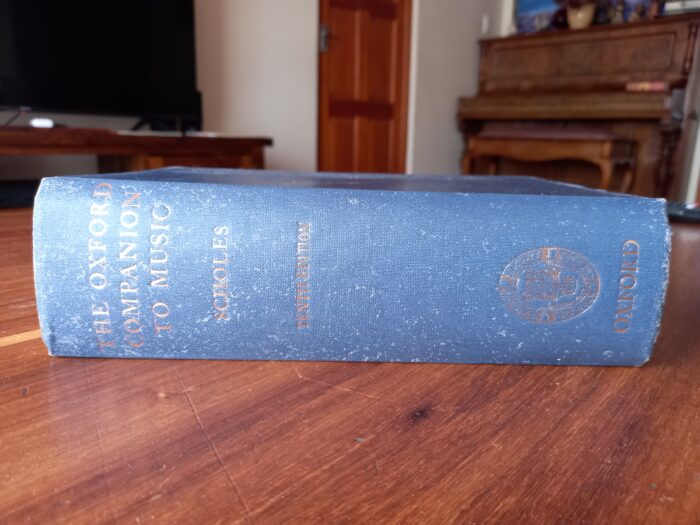 THE OXFORD
COMPANION
TO MUSIC
SCHOLES
TENTH EDITION
OXFORD